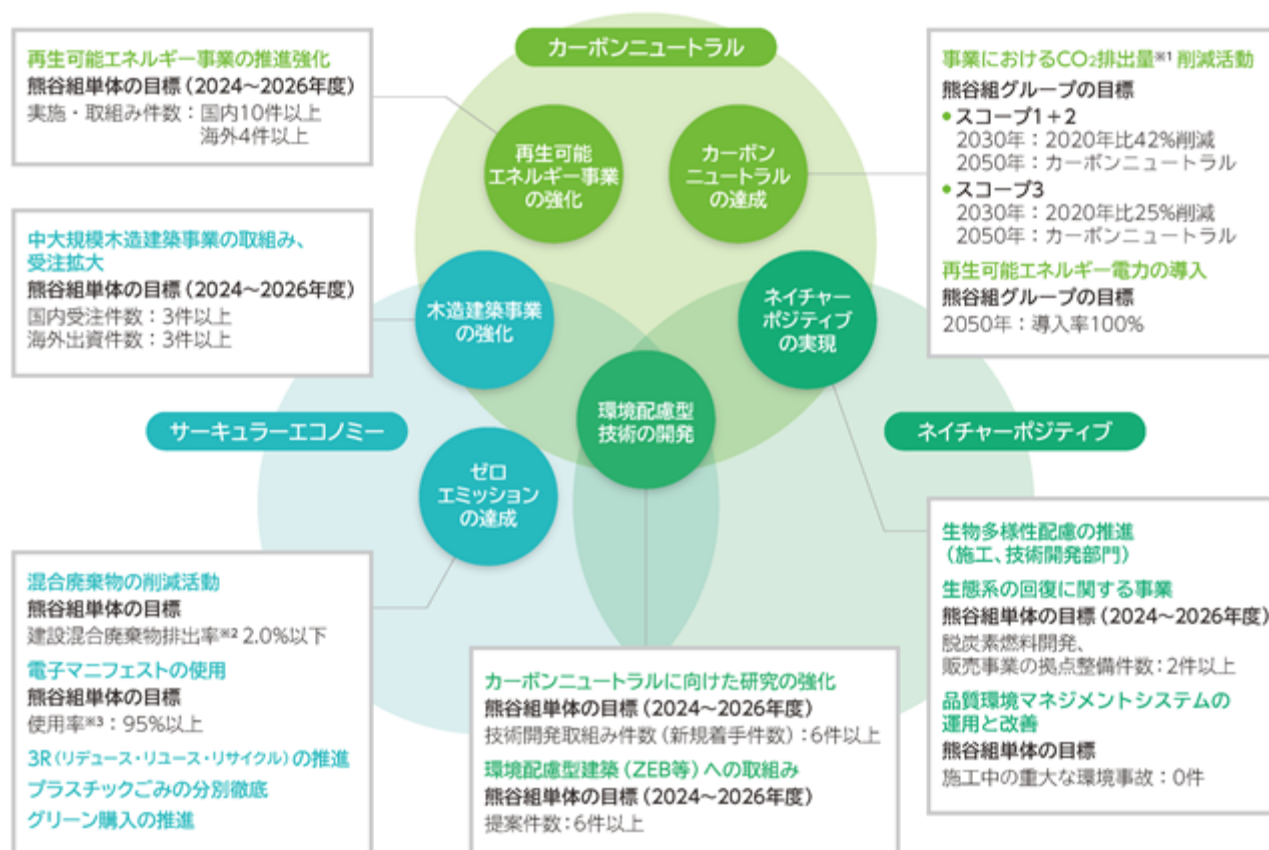 カーボンニュートラル
再生可能エネルギー事業の推進強化
熊谷組単体の目標(2024～2026年度)
実施・取組み件数：国内10件以上
海外4件以上
再生可能
エネルギー事業
の強化
カーボン
ニュートラル
の達成
事業におけるCO₂排出量※1 削減活動
熊谷組グループの目標
• スコープ1+2
2030年：2020年比42%削減
2050年：カーボンニュートラル
• スコープ3
2030年：2020年比25%削減
2050年：カーボンニュートラル
再生可能エネルギー電力の導入
熊谷組グループの目標
2050年：導入率100%
中大規模木造建築事業の取組み、
受注拡大
熊谷組単体の目標(2024～2026年度)
国内受注件数：3件以上
海外出資件数：3件以上
木造建築事業
の強化
ネイチャー
ポジティブ
の実現
環境配慮型
技術の開発
サーキュラーエコノミー
ネイチャーポジティブ
ゼロ
エミッション
の達成
混合廃棄物の削減活動
熊谷組単体の目標
建設混合廃棄物排出率※2 2.0%以下
電子マニフェストの使用
熊谷組単体の目標
使用率※3：95%以上
3R(リデュース・リユース・リサイクル)の推進
プラスチックごみの分別徹底
グリーン購入の推進
カーボンニュートラルに向けた研究の強化
熊谷組単体の目標(2024～2026年度)
技術開発取組み件数(新規着手件数)：6件以上
環境配慮型建築(ZEB等)への取組み
熊谷組単体の目標(2024～2026年度)
提案件数：6件以上
生物多様性配慮の推進
(施工、技術開発部門)
生態系の回復に関する事業
熊谷組単体の目標(2024～2026年度)
脱炭素燃料開発、
販売事業の拠点整備件数：2件以上
品質環境マネジメントシステムの
運用と改善
熊谷組単体の目標
施工中の重大な環境事故：0件